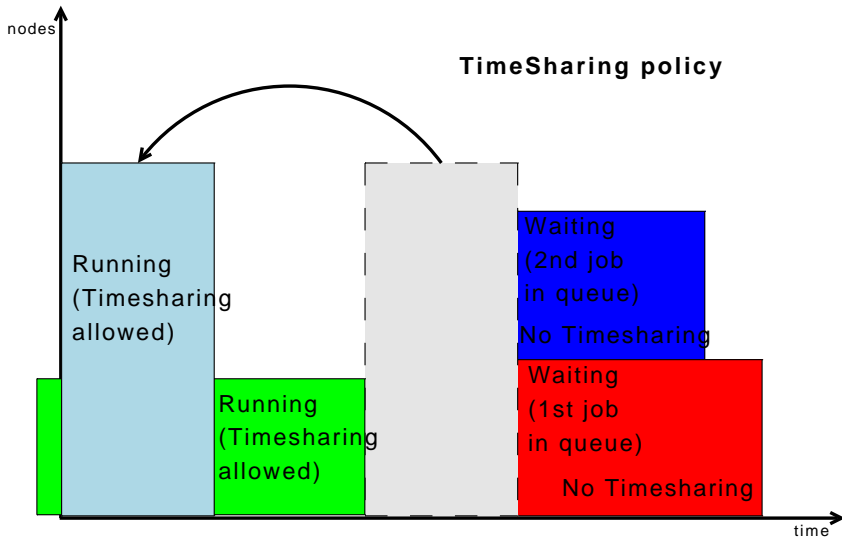 nodes
TimeSharing policy
Running
(Timesharing
allowed)
Waiting
(2nd job
in queue)
No Timesharing
Running
(Timesharing
allowed)
Waiting
(1st job
in queue)
No Timesharing
time